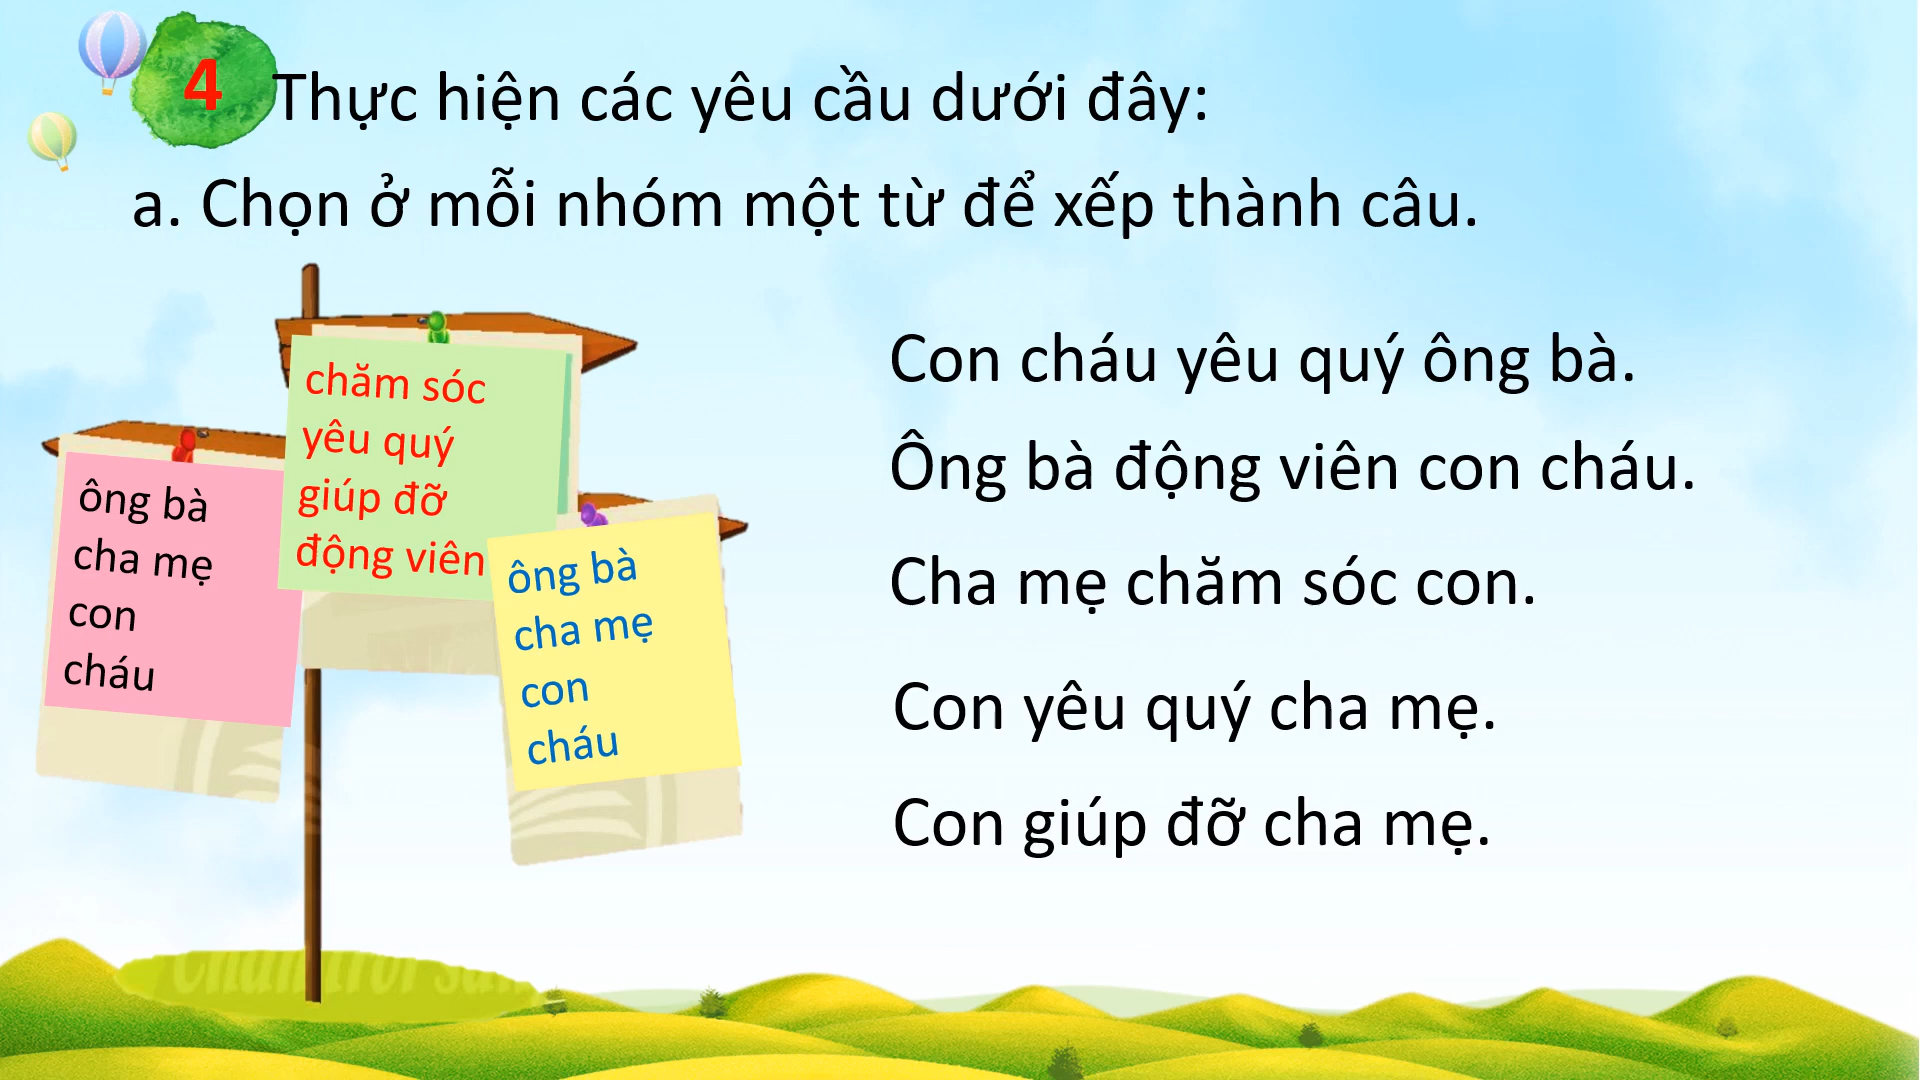 4
Thực hiện các yêu cầu dưới đây:
a. Chọn ở mỗi nhóm một từ để xếp thành câu.
ông bà
cha mẹ
con
cháu
chăm sóc
yêu quý
giúp đỡ
động viên
ông bà
cha mẹ
con
cháu
Con cháu yêu quý ông bà.
Ông bà động viên con cháu.
Cha mẹ chăm sóc con.
Con yêu quý cha mẹ.
Con giúp đỡ cha mẹ.